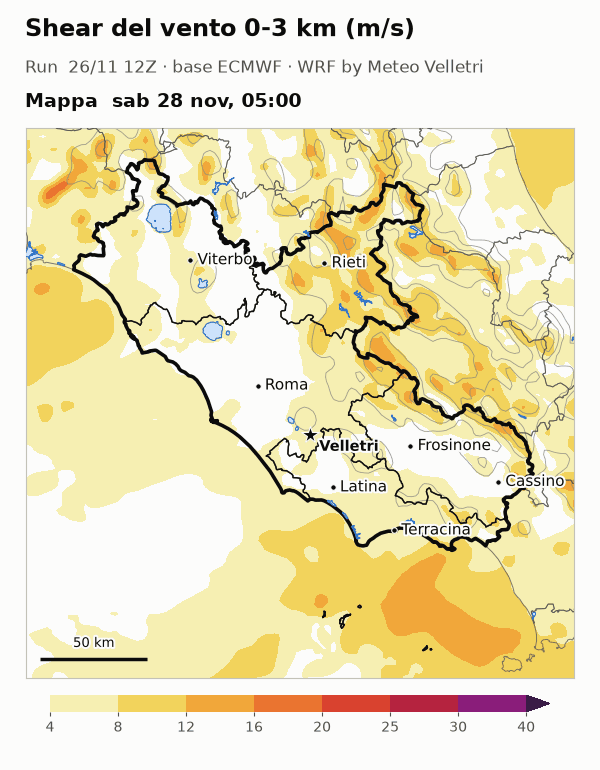 Shear del vento 0-3 km (m/s)
Run  26/11 12Z · base ECMWF · WRF by Meteo Velletri
Mappa  sab 28 nov, 05:00
Viterbo
Rieti
Roma
Velletri
Frosinone
Cassino
Latina
Terracina
50 km
4 8 12 16 20 25 30 40